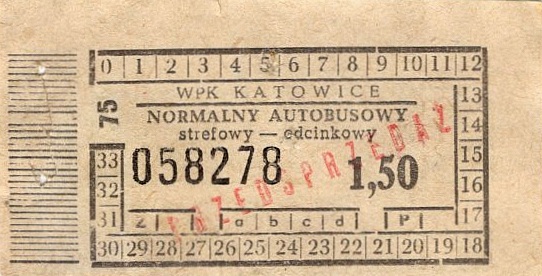 0 1 2 3 4 5 6 7 8 9 10 11 12
WPK KATOWICE 13
75
NORMALNY AUTOBUSOWY 14
strefowy — odcinkowy
33 058278 1,50 15
32 16
PRZEDSPRZEDAŻ
31 Z a b c d P 17
30 29 28 27 26 25 24 23 22 21 20 19 18